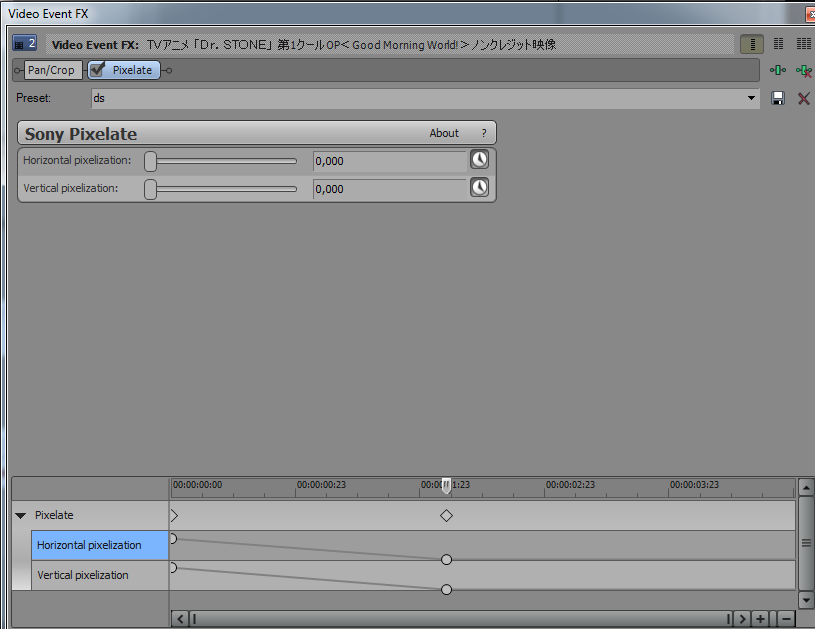 Video Event FX
2 Video Event FX: TVアニメ「Dr. STONE」第1クールOP＜Good Morning World!＞ノンクレジット映像
Pan/Crop Pixelate
Preset: ds
Sony Pixelate About ?
Horizontal pixelization: 0,000
Vertical pixelization: 0,000
00:00:00:00 00:00:00:23 00:00 1:23 00:00:02:23 00:00:03:23
Pixelate
Horizontal pixelization
Vertical pixelization